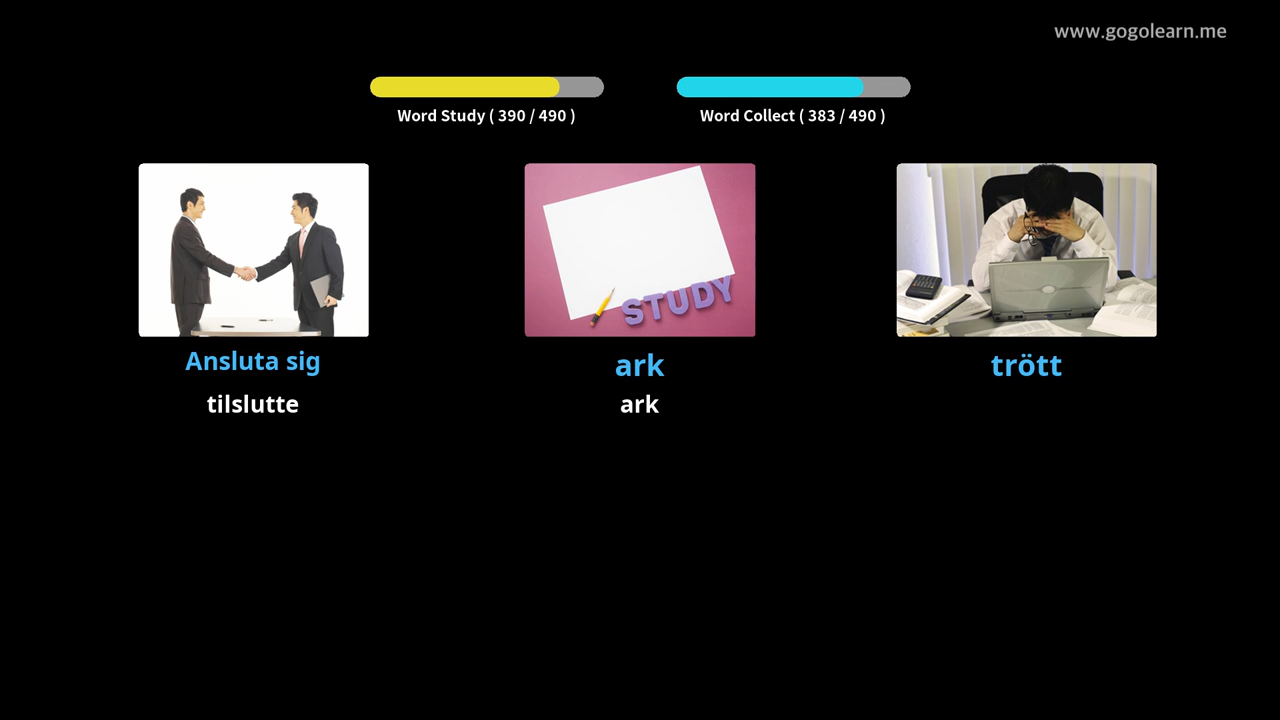 www.gogolearn.me
Word Study ( 390 / 490 )
Word Collect ( 383 / 490 )
STUDY
Ansluta sig
ark
trött
tilslutte
ark